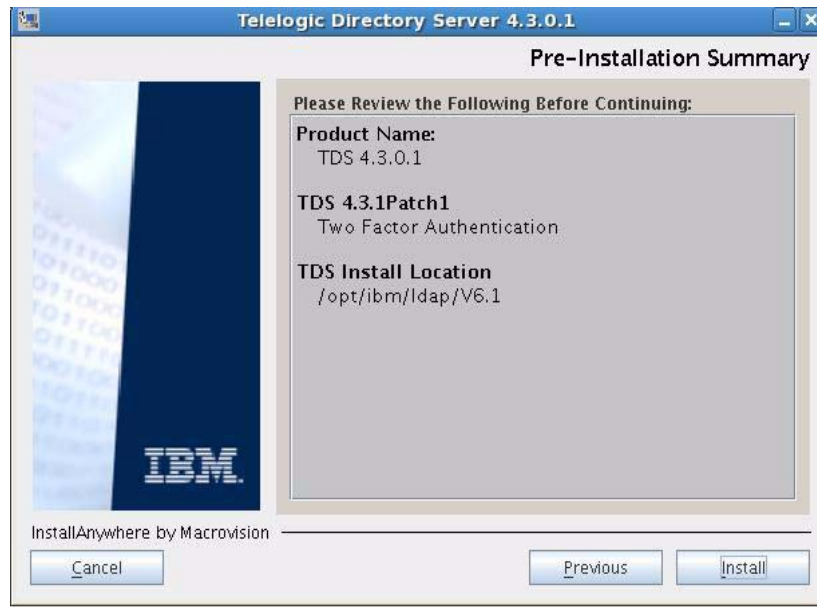 Telelogic Directory Server 4.3.0.1
Pre-Installation Summary
Please Review the Following Before Continuing:
Product Name:
TDS 4.3.0.1
TDS 4.3.1Patch1
Two Factor Authentication
TDS Install Location
/opt/ibm/ldap/V6.1
IBM.
InstallAnywhere by Macrovision
Cancel
Previous
Install